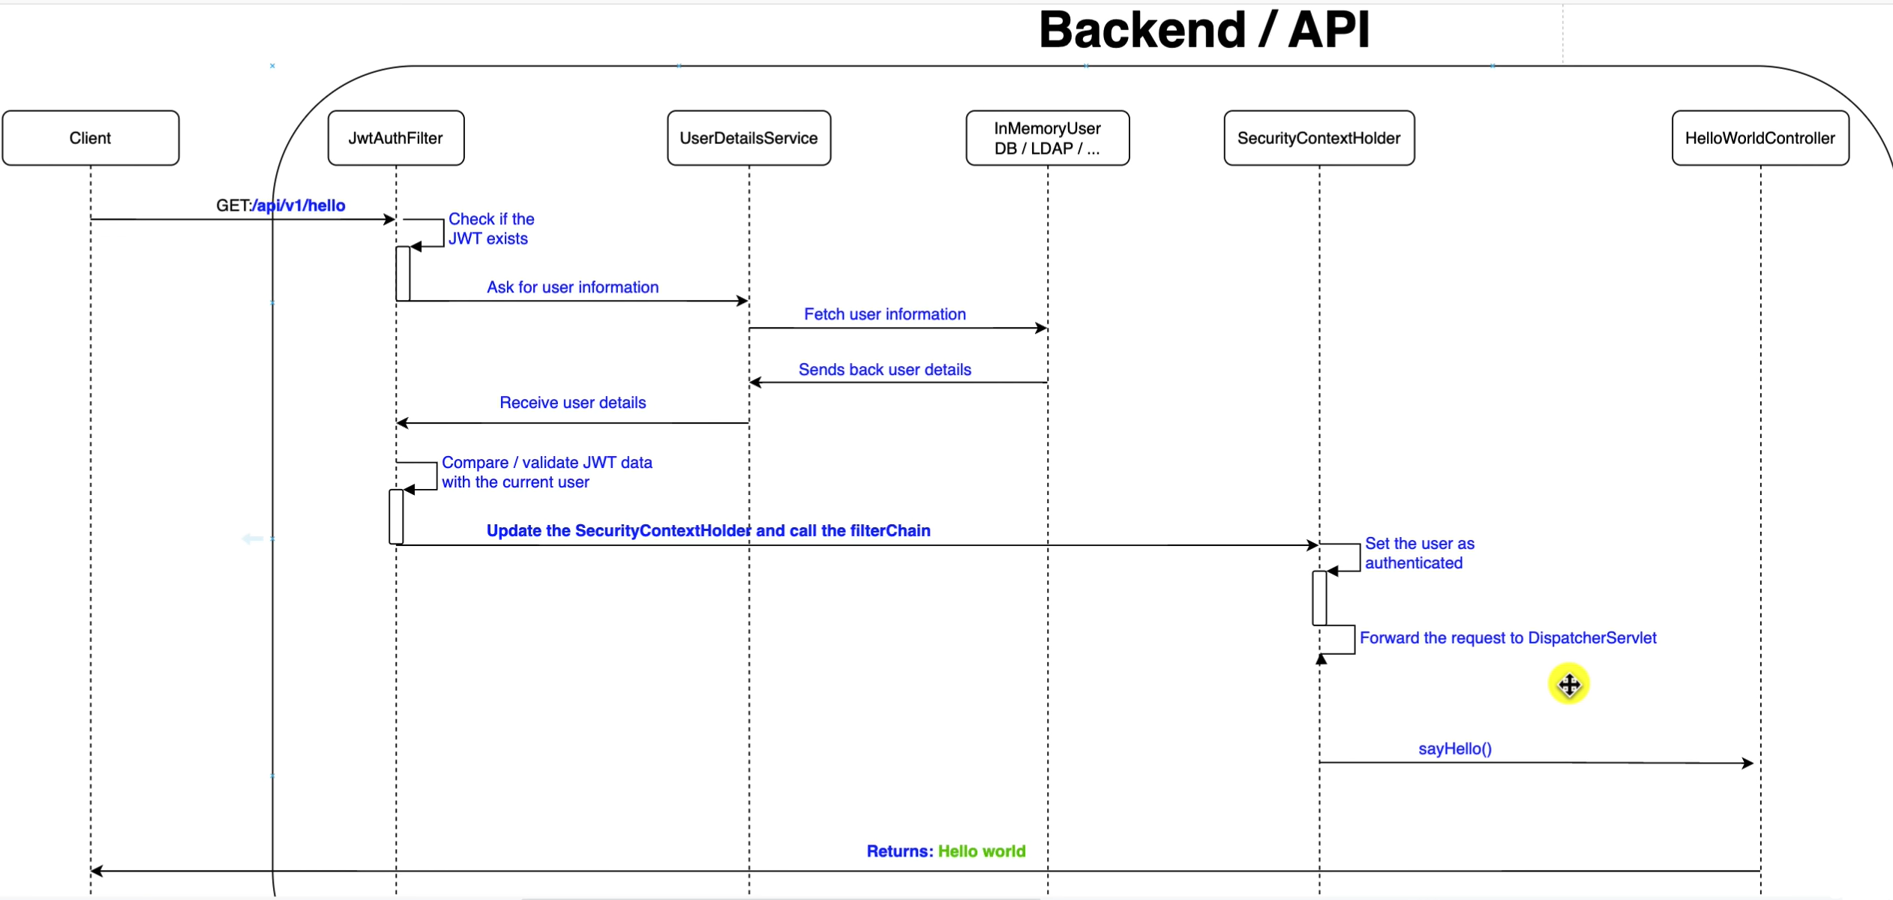 Backend / API
Client
JwtAuthFilter
UserDetailsService
InMemoryUser
DB / LDAP / ...
SecurityContextHolder
HelloWorldController
GET:/api/v1/hello
Check if the
JWT exists
Ask for user information
Fetch user information
Sends back user details
Receive user details
Compare / validate JWT data
with the current user
Update the SecurityContextHolder and call the filterChain
Set the user as
authenticated
Forward the request to DispatcherServlet
sayHello()
Returns: Hello world